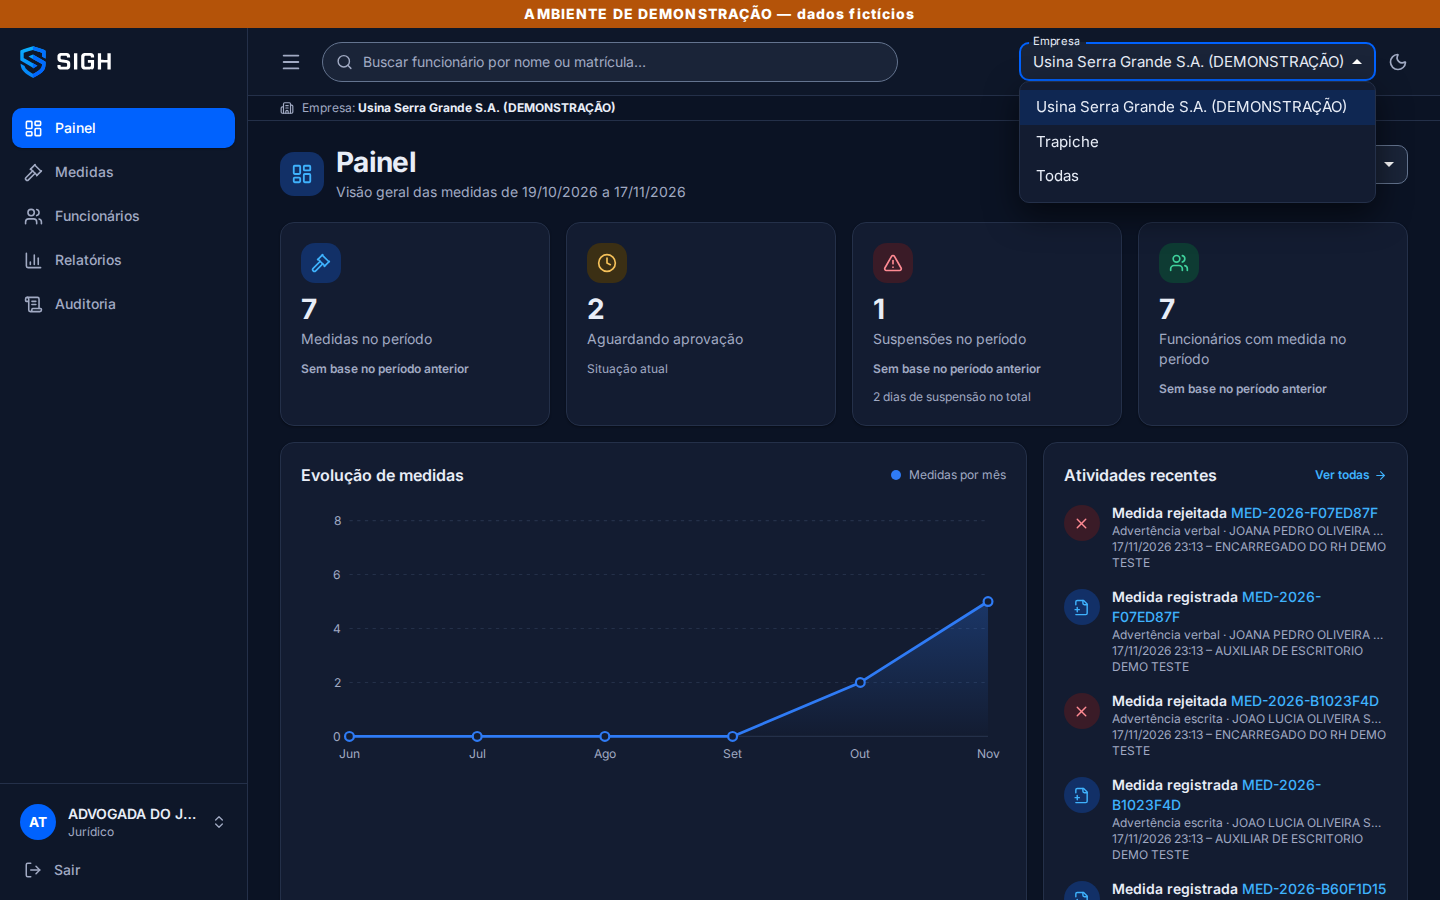 AMBIENTE DE DEMONSTRAÇÃO — dados fictícios
SIGH
Buscar funcionário por nome ou matrícula...
Empresa
Usina Serra Grande S.A. (DEMONSTRAÇÃO)
Empresa: Usina Serra Grande S.A. (DEMONSTRAÇÃO)
Usina Serra Grande S.A. (DEMONSTRAÇÃO)
Trapiche
Todas
Painel
Medidas
Funcionários
Relatórios
Auditoria
Painel
Visão geral das medidas de 19/10/2026 a 17/11/2026
7
Medidas no período
Sem base no período anterior
2
Aguardando aprovação
Situação atual
1
Suspensões no período
Sem base no período anterior
2 dias de suspensão no total
7
Funcionários com medida no
período
Sem base no período anterior
Evolução de medidas
Medidas por mês
8
6
4
2
0
Jun
Jul
Ago
Set
Out
Nov
Atividades recentes
Ver todas
Medida rejeitada MED-2026-F07ED87F
Advertência verbal · JOANA PEDRO OLIVEIRA ...
17/11/2026 23:13 – ENCARREGADO DO RH DEMO
TESTE
Medida registrada MED-2026-
F07ED87F
Advertência verbal · JOANA PEDRO OLIVEIRA ...
17/11/2026 23:13 – AUXILIAR DE ESCRITORIO
DEMO TESTE
Medida rejeitada MED-2026-B1023F4D
Advertência escrita · JOAO LUCIA OLIVEIRA S...
17/11/2026 23:13 – ENCARREGADO DO RH DEMO
TESTE
Medida registrada MED-2026-
B1023F4D
Advertência escrita · JOAO LUCIA OLIVEIRA S...
17/11/2026 23:13 – AUXILIAR DE ESCRITORIO
DEMO TESTE
Medida registrada MED-2026-B60F1D15
AT
ADVOGADA DO J...
Jurídico
Sair